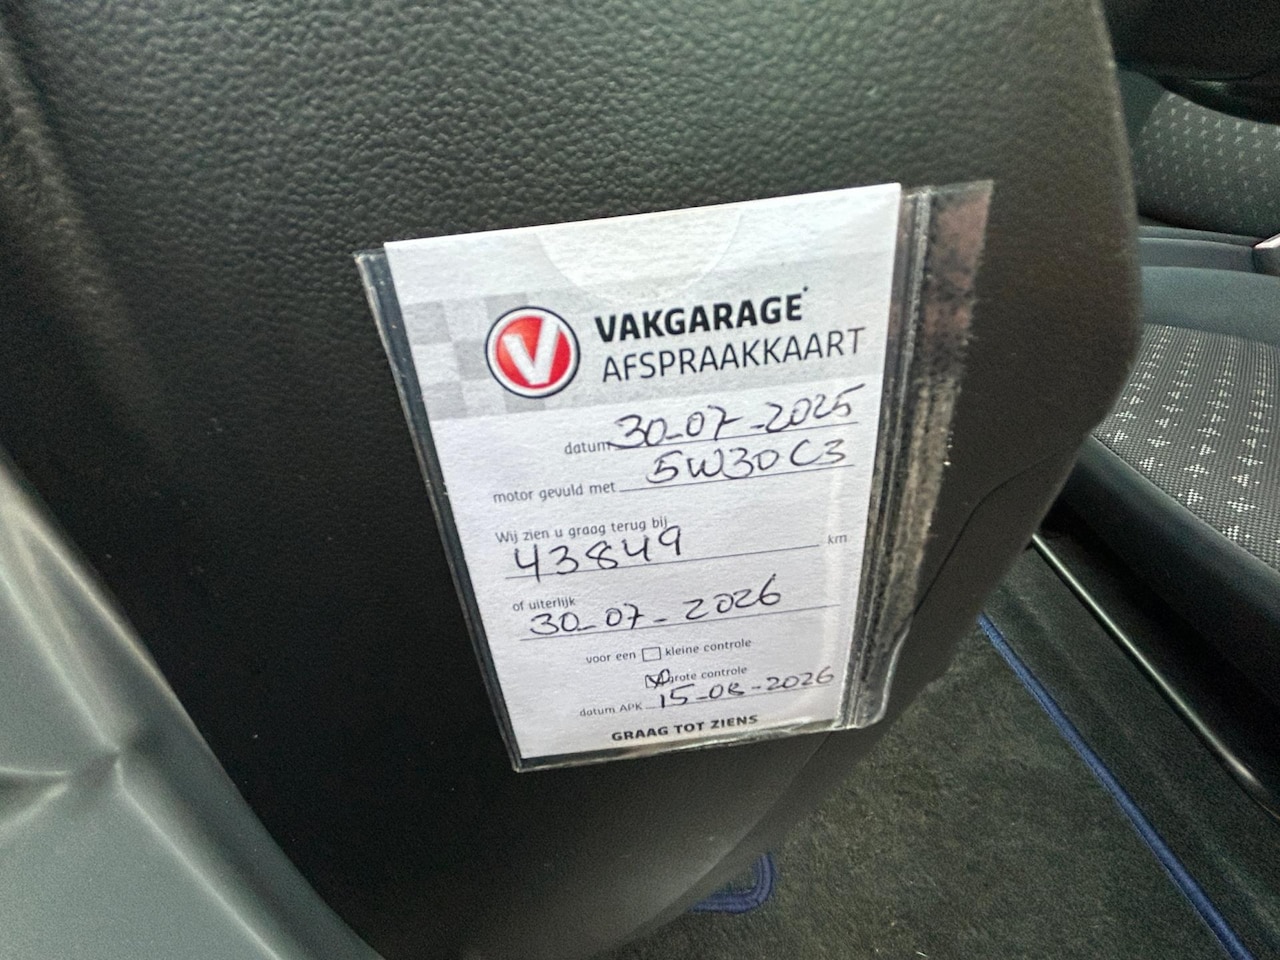 V
VAKGARAGE
AFSPRAAKKAART
datum 30-07-2025
motor gevuld met 5W30 C3
Wij zien u graag terug bij
43849 km
of uiterlijk
30-07-2026
voor een ☐ kleine controle
☒ grote controle
datum APK 15-08-2026
GRAAG TOT ZIENS